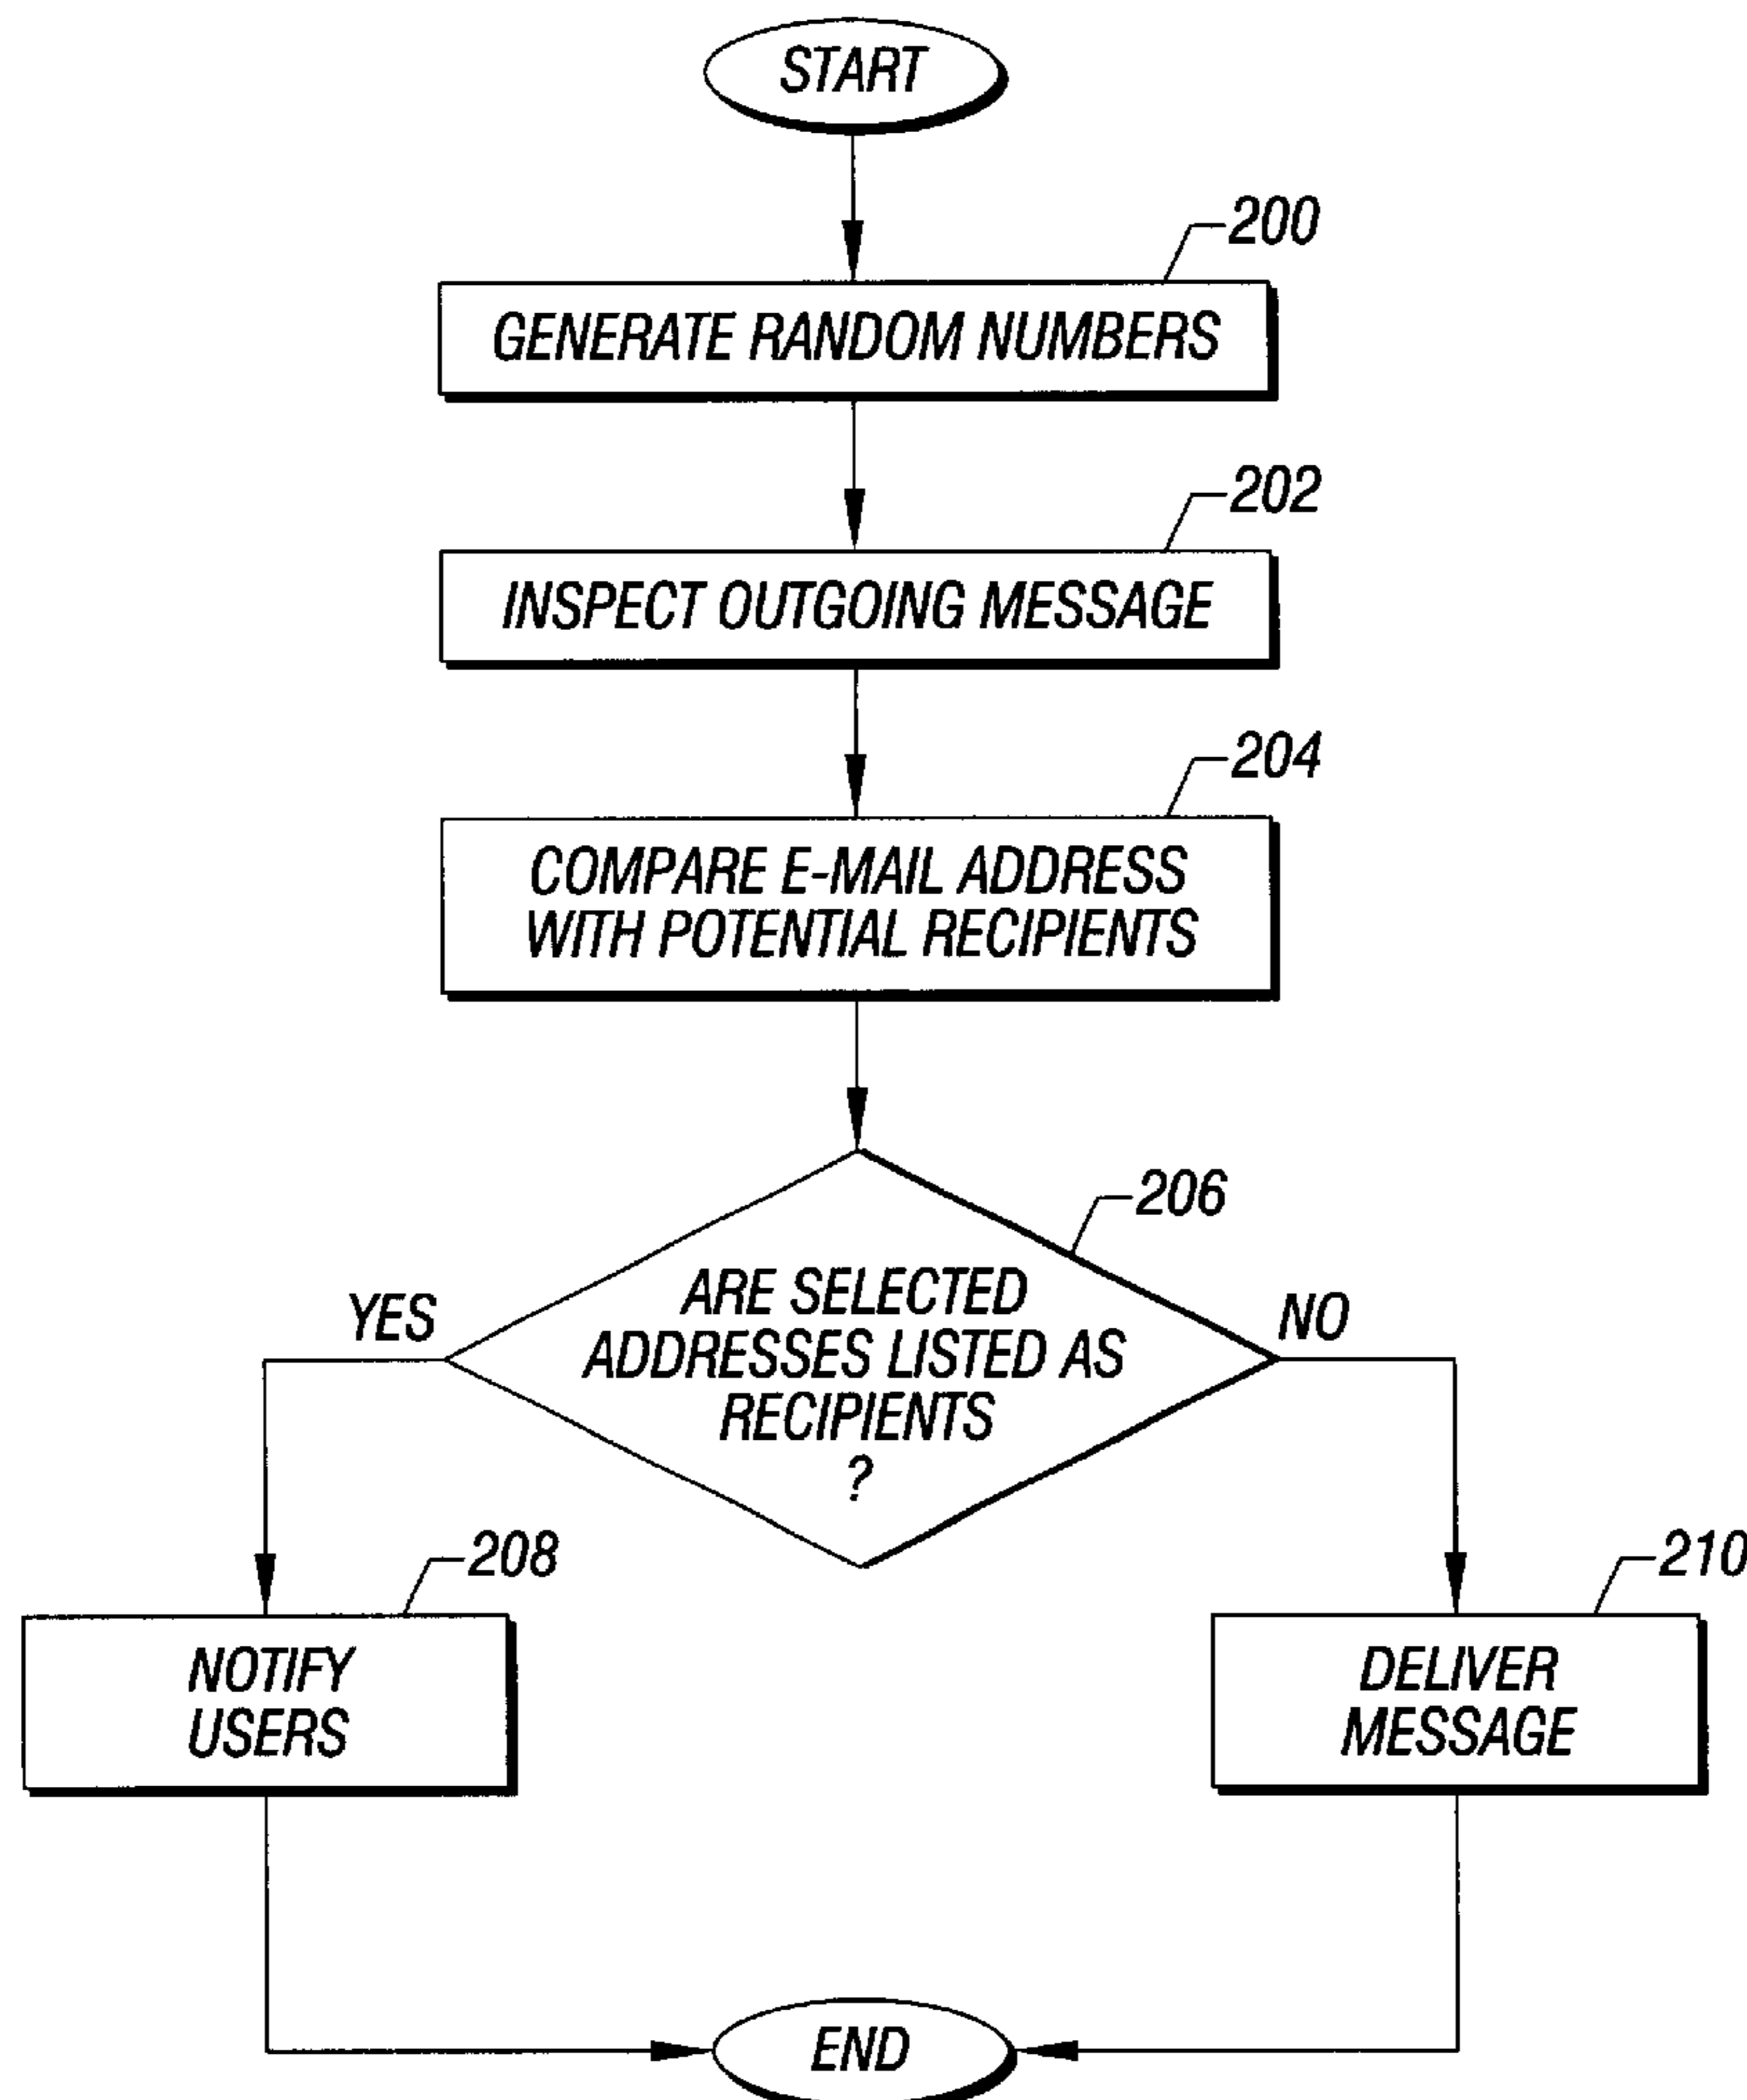 START
200
GENERATE RANDOM NUMBERS
202
INSPECT OUTGOING MESSAGE
204
COMPARE E-MAIL ADDRESS
WITH POTENTIAL RECIPIENTS
206
ARE SELECTED
ADDRESSES LISTED AS
RECIPIENTS
?
YES
NO
208
NOTIFY
USERS
210
DELIVER
MESSAGE
END